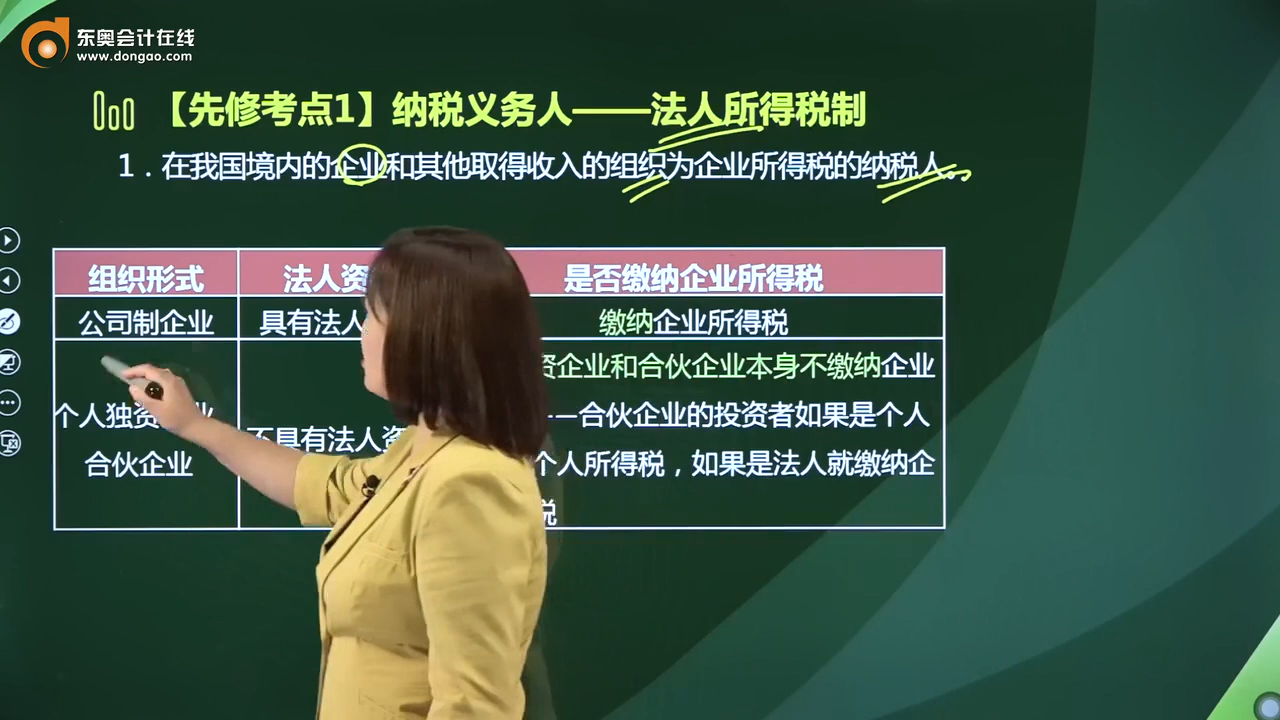 东奥会计在线
www.dongao.com
【先修考点1】纳税义务人——法人所得税制
1．在我国境内的企业和其他取得收入的组织为企业所得税的纳税人。
组织形式 法人资 是否缴纳企业所得税
公司制企业 具有法人 缴纳企业所得税
资企业和合伙企业本身不缴纳企业
个人独资 业 —合伙企业的投资者如果是个人
不具有法人资
合伙企业 个人所得税，如果是法人就缴纳企
税